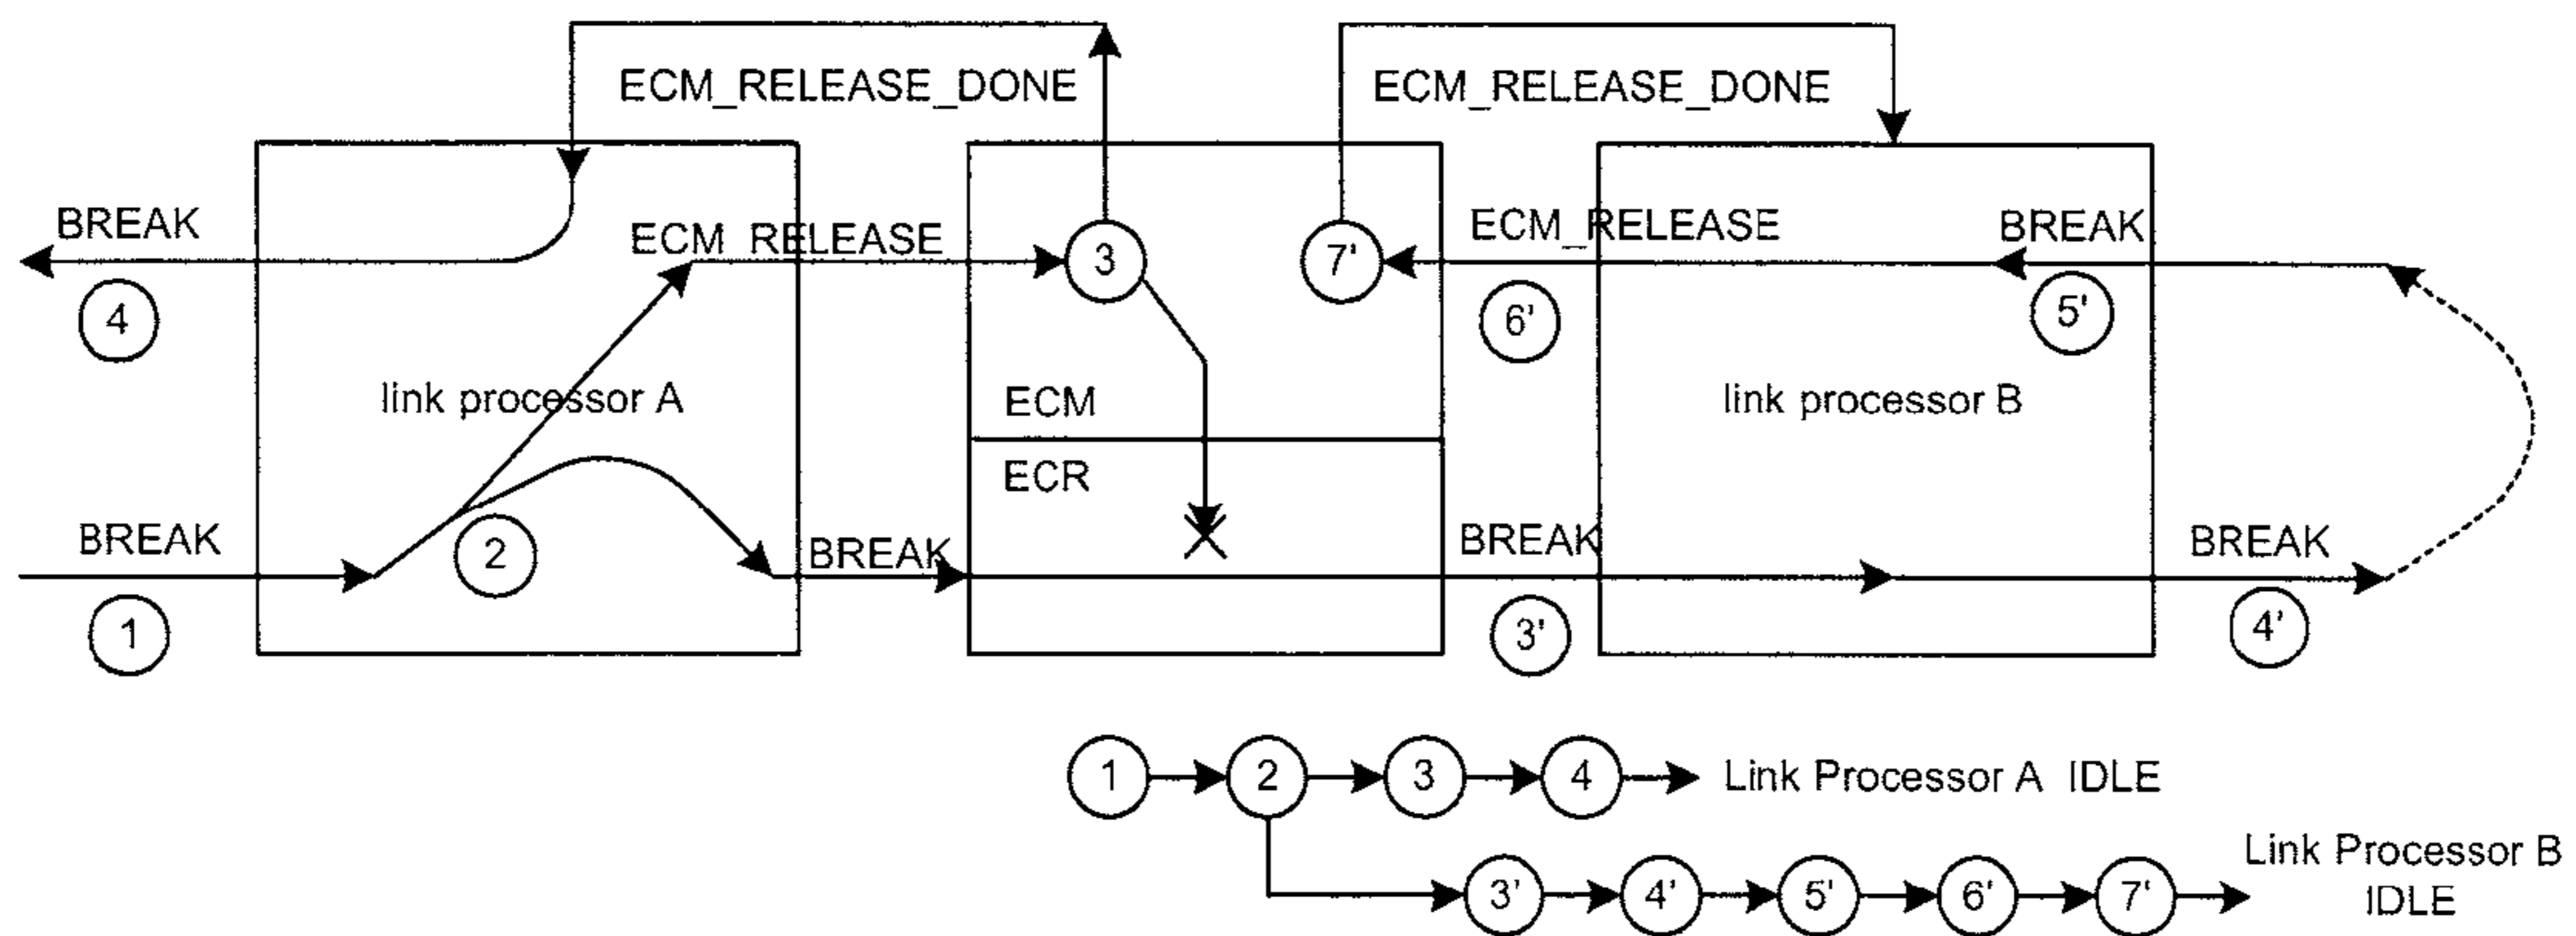 ECM_RELEASE_DONE
ECM_RELEASE_DONE
BREAK
ECM_RELEASE
3
7'
ECM_RELEASE
BREAK
4
6'
5'
link processor A
ECM
link processor B
ECR
BREAK
2
BREAK
BREAK
BREAK
1
3'
4'
1 2 3 4 Link Processor A IDLE
3' 4' 5' 6' 7' Link Processor B
IDLE